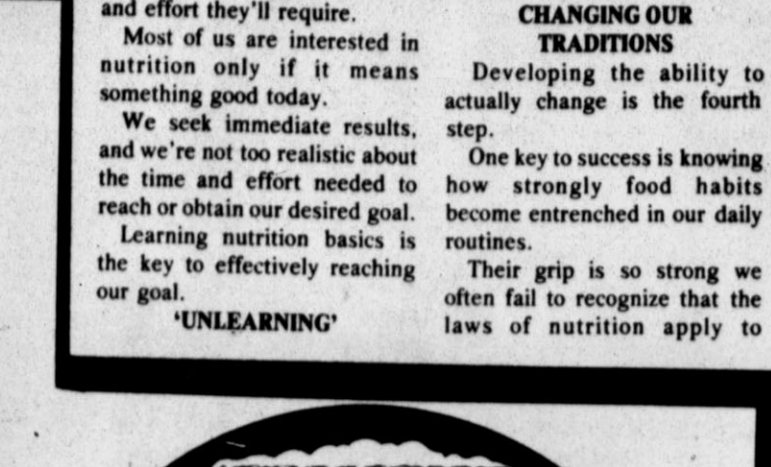 and effort they'll require.
Most of us are interested in
nutrition only if it means
something good today.
We seek immediate results,
and we're not too realistic about
the time and effort needed to
reach or obtain our desired goal.
Learning nutrition basics is
the key to effectively reaching
our goal.
'UNLEARNING'
CHANGING OUR
TRADITIONS
Developing the ability to
actually change is the fourth
step.
One key to success is knowing
how strongly food habits
become entrenched in our daily
routines.
Their grip is so strong we
often fail to recognize that the
laws of nutrition apply to